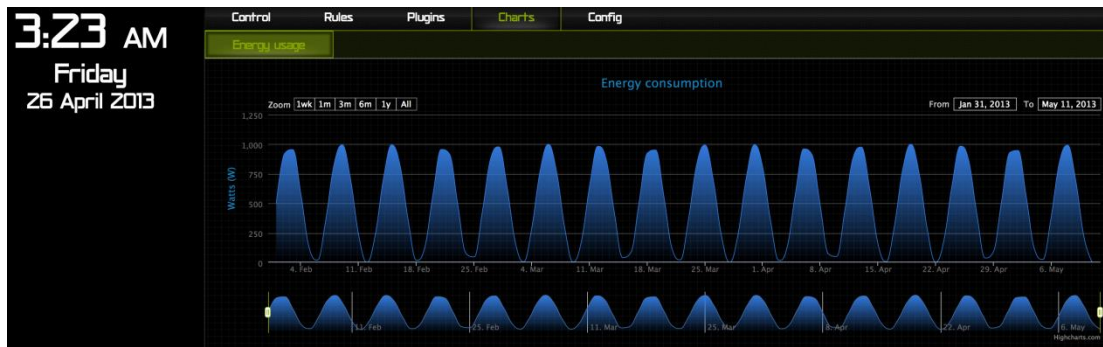 3:23 AM
Friday
26 April 2013
Control Rules Plugins Charts Config
Energy usage
Energy consumption
Zoom 1wk 1m 3m 6m 1y All From Jan 31, 2013 To May 11, 2013
Watts (W)
1,250
1,000
750
500
250
0
4. Feb 11. Feb 18. Feb 25. Feb 4. Mar 11. Mar 18. Mar 25. Mar 1. Apr 8. Apr 15. Apr 22. Apr 29. Apr 6. May
11. Feb 25. Feb 11. Mar 25. Mar 8. Apr 22. Apr 6. May
Highcharts.com